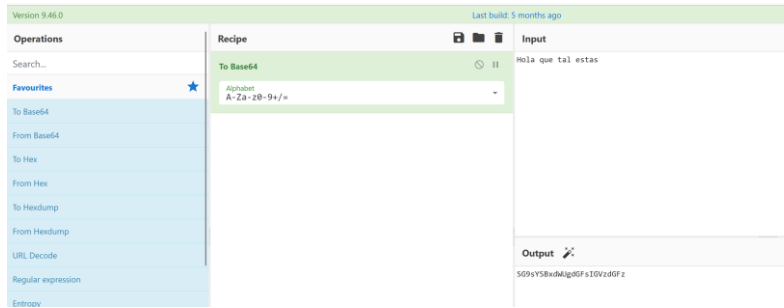 Version 9.46.0
Last build: 5 months ago
Operations
Recipe
Input
Search...
To Base64
Hola que tal estas
Favourites
Alphabet
A-Za-z0-9+/=
To Base64
From Base64
To Hex
From Hex
To Hexdump
From Hexdump
URL Decode
Output
Regular expression
SG9sYSBxdWUgdGFsIGVzdGFz
Entropy